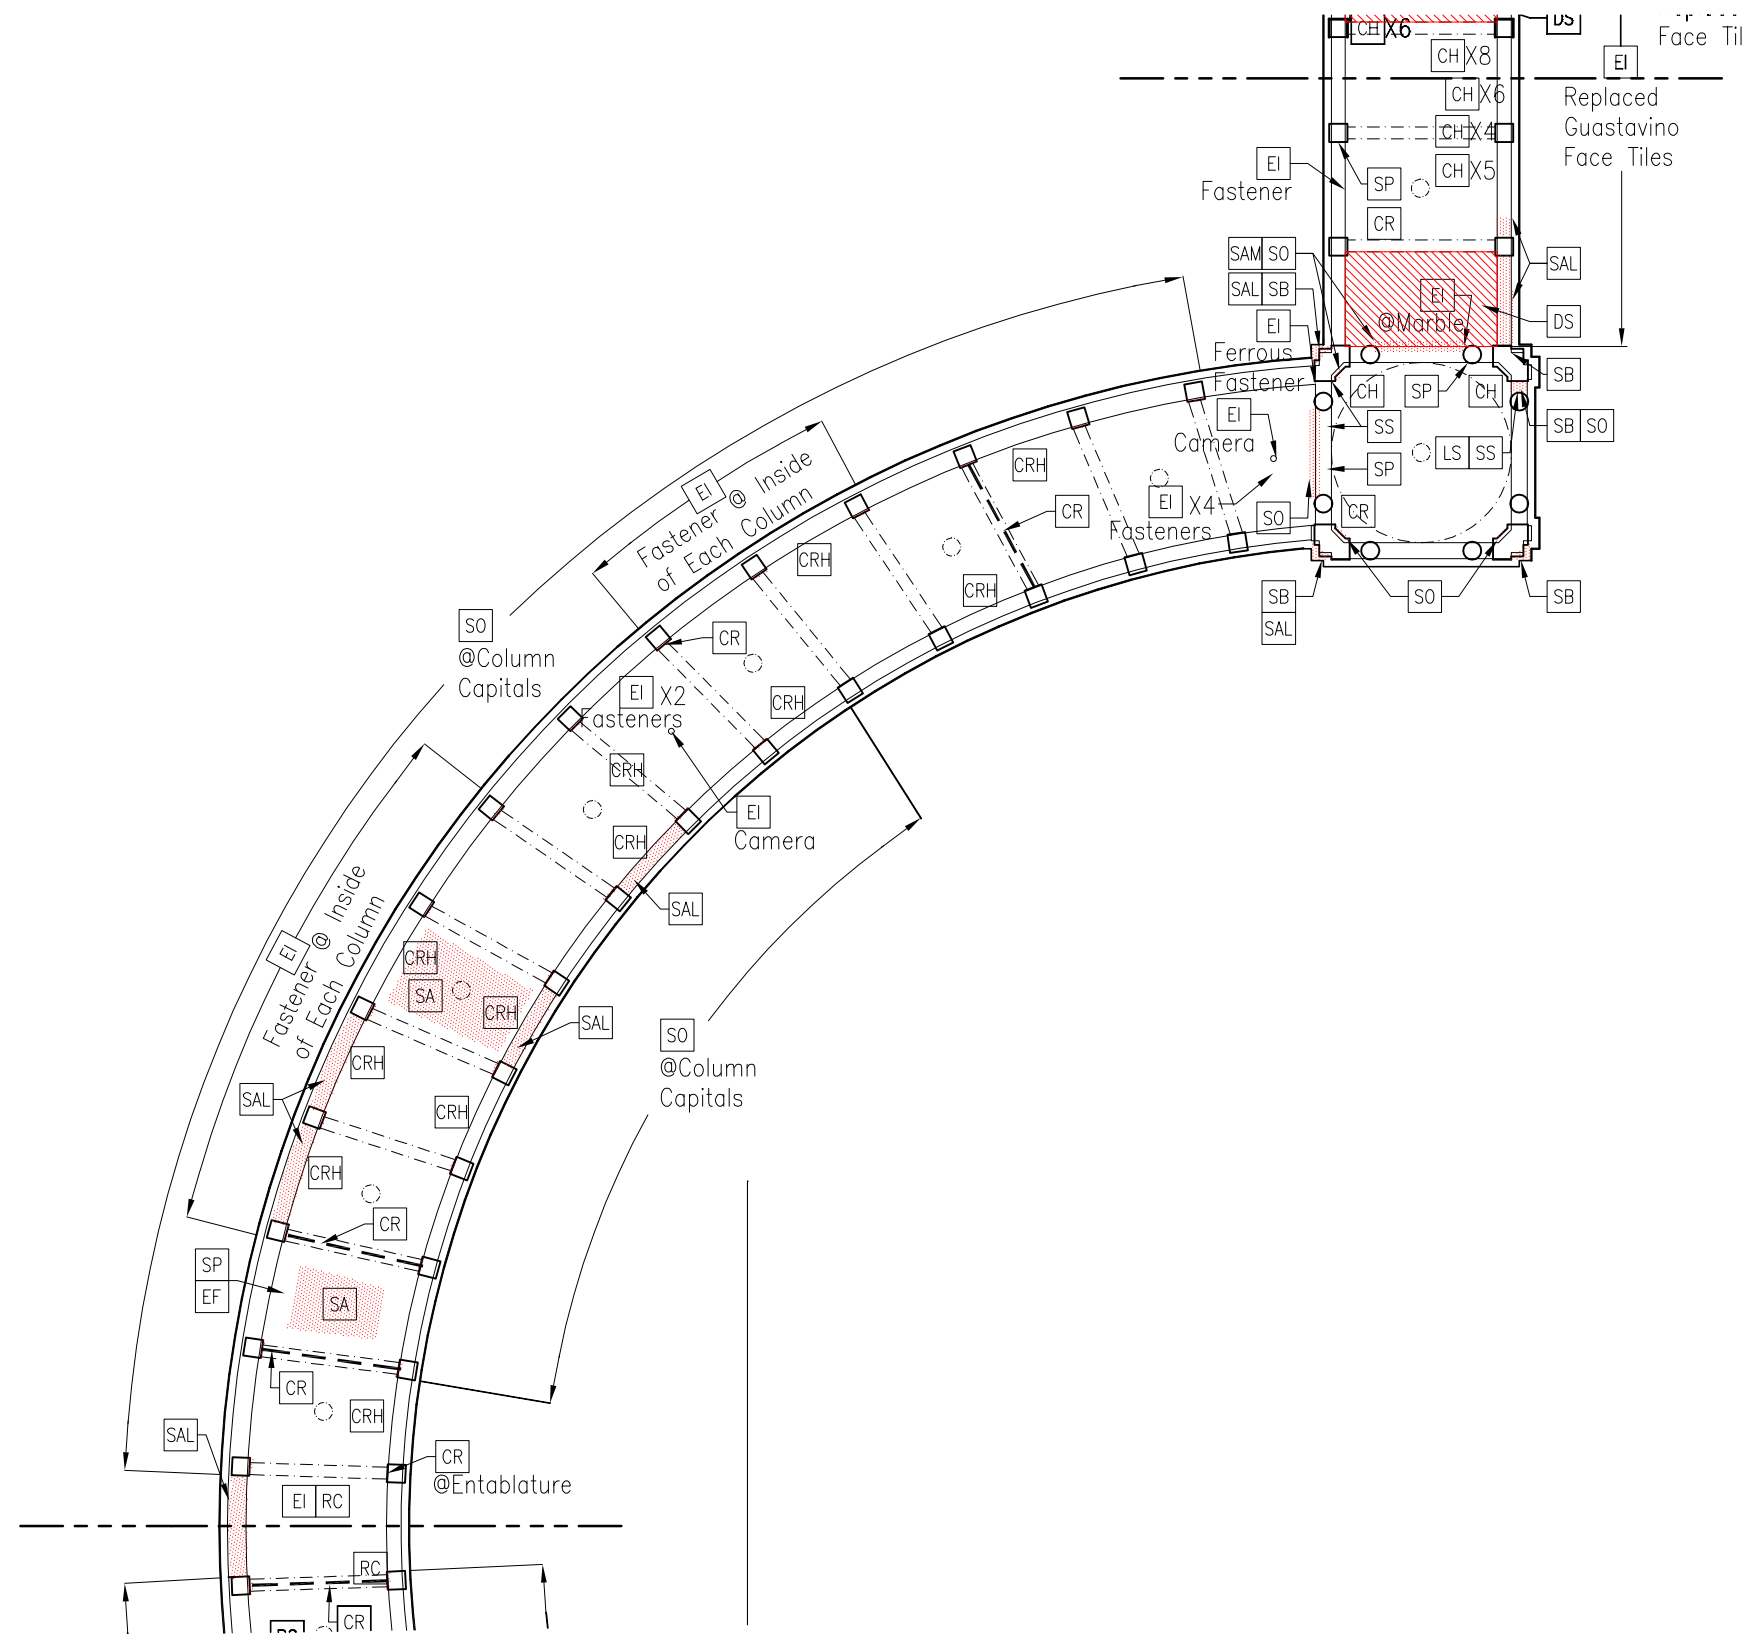 CH X6
DS
Face Til
CH X8
EI
CH X6
Replaced
Guastavino
Face Tiles
CH X4
EI
Fastener
CH X5
SP
CR
SAM SO
SAL
SAL SB
EI
@Marble
DS
EI
Ferrous
Fastener
SB
CH
SP
CH
EI
Camera
SS
SB SO
LS SS
SP
CRH
EI X4
Fasteners
CR
SO
CR
EI
Fastener @ Inside
of Each Column
CRH
CRH
SB
SAL
SO
SB
SO
@Column
Capitals
CR
EI X2
Fasteners
CRH
CRH
EI
Camera
CRH
SAL
EI
Fastener @ Inside
of Each Column
CRH
SA
CRH
SAL
SO
@Column
Capitals
CRH
SAL
CRH
CRH
CR
SP
EF
SA
CR
CRH
SAL
CR
@Entablature
EI RC
RC
CR